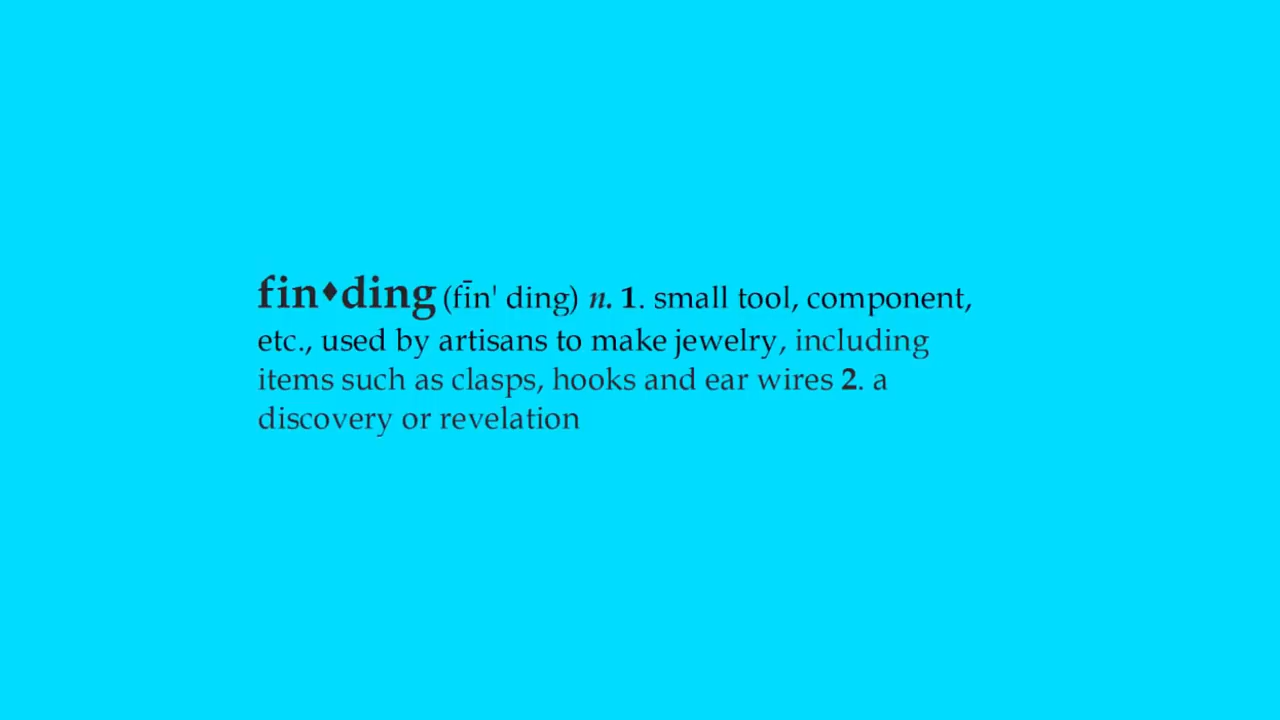 fin♦ding (fīn' ding) n. 1. small tool, component,
etc., used by artisans to make jewelry, including
items such as clasps, hooks and ear wires 2. a
discovery or revelation